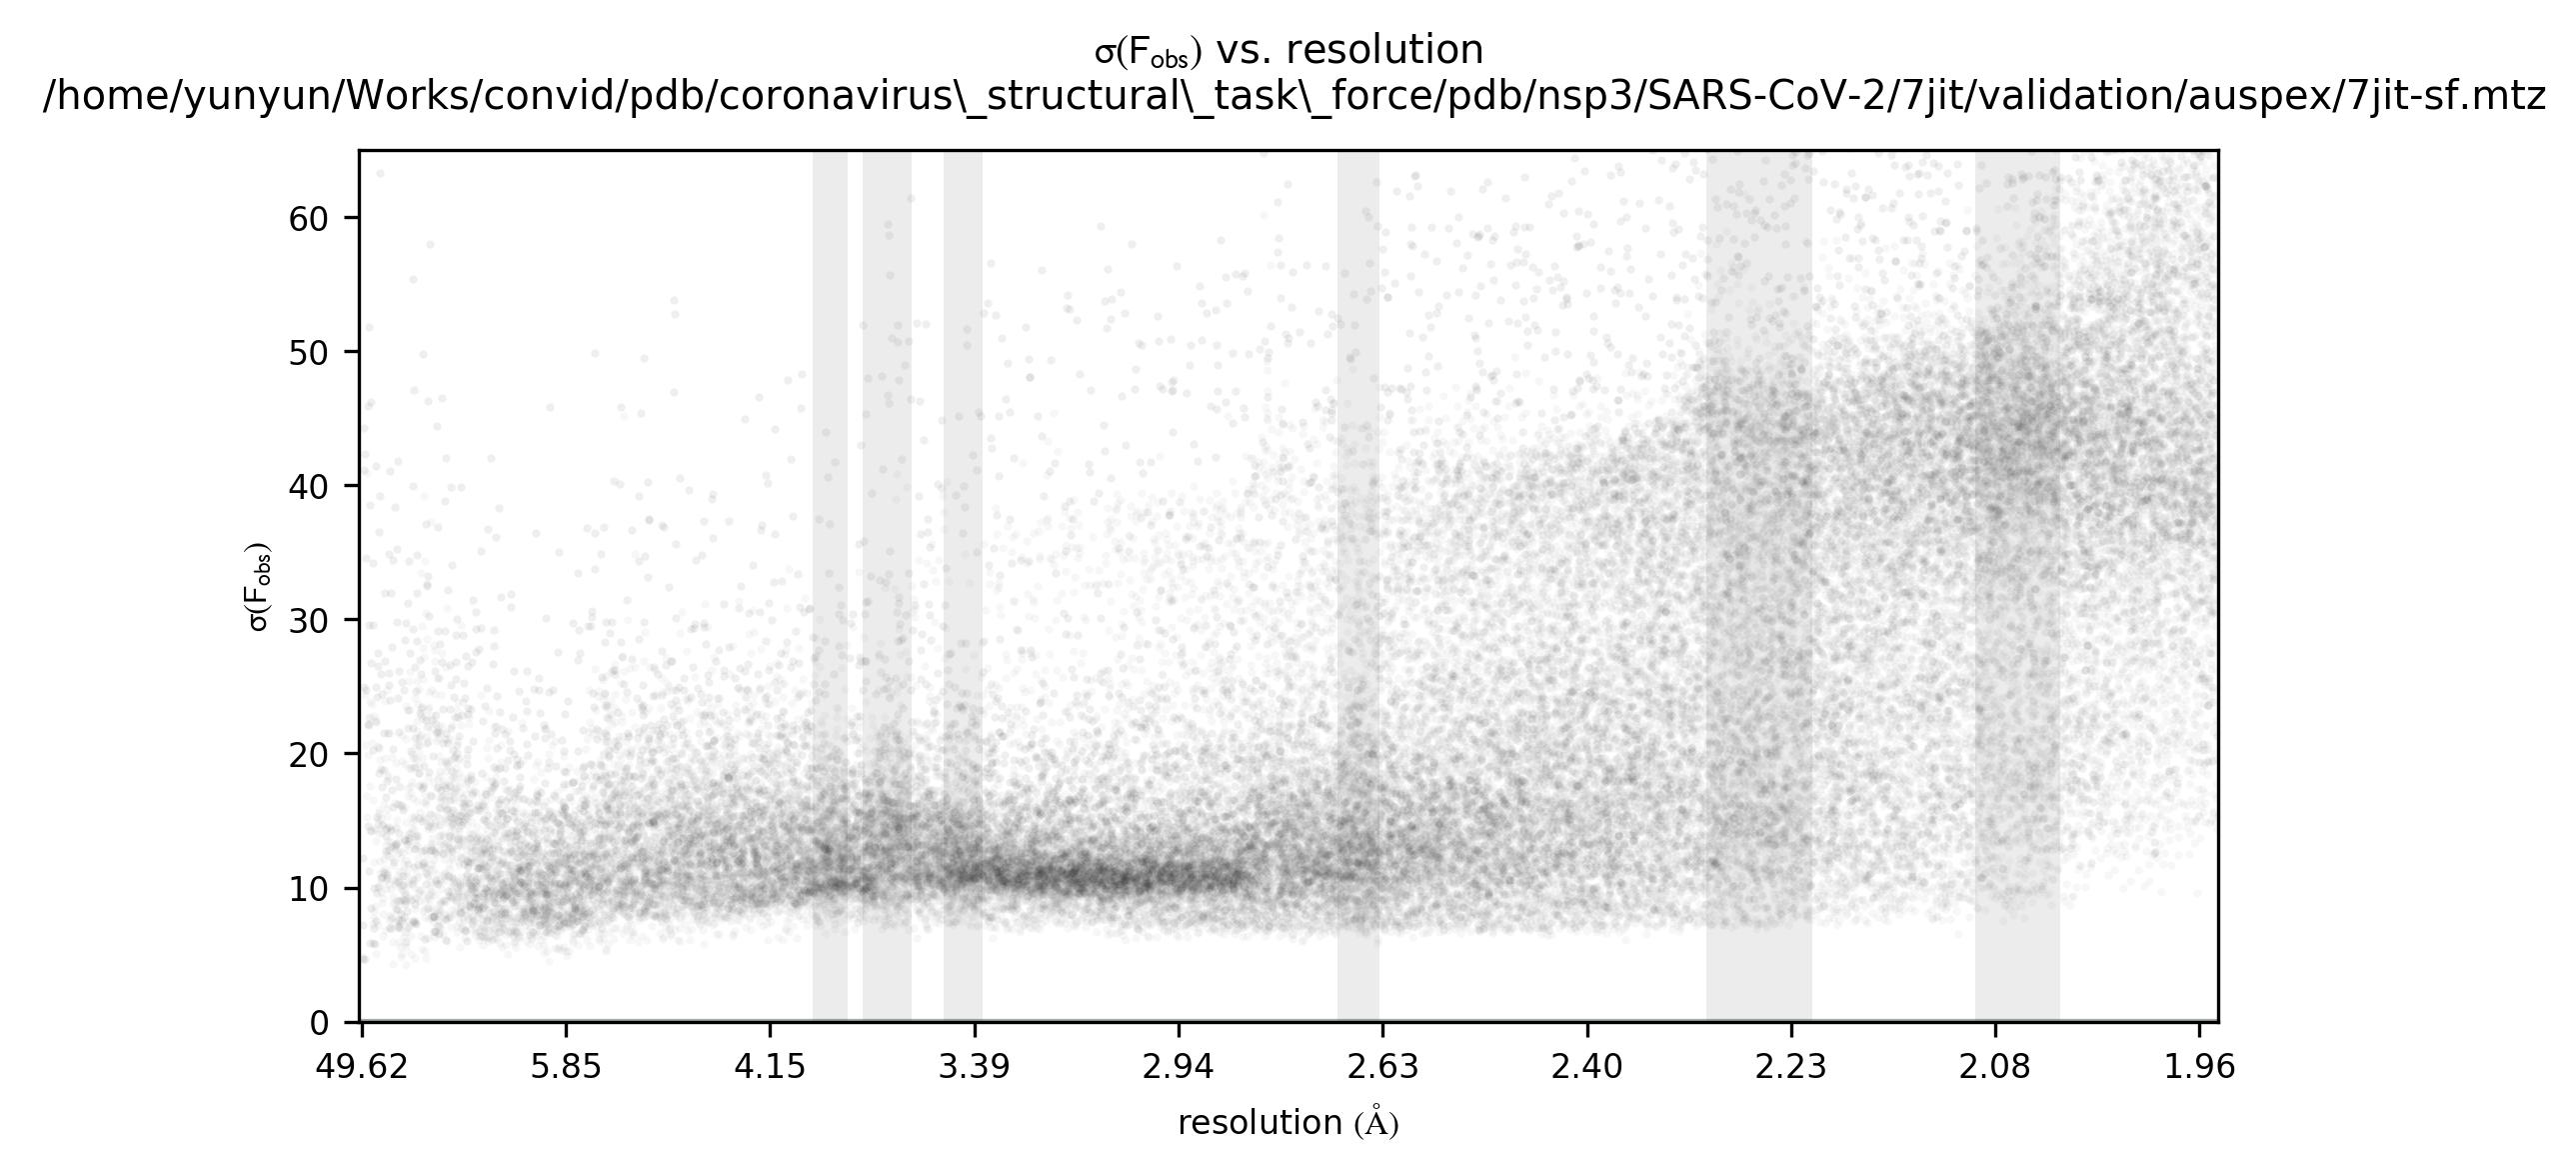 σ(Fobs) vs. resolution
/home/yunyun/Works/convid/pdb/coronavirus\_structural\_task\_force/pdb/nsp3/SARS-CoV-2/7jit/validation/auspex/7jit-sf.mtz
σ(Fobs)
60
50
40
30
20
10
0
49.62 5.85 4.15 3.39 2.94 2.63 2.40 2.23 2.08 1.96
resolution (Å)